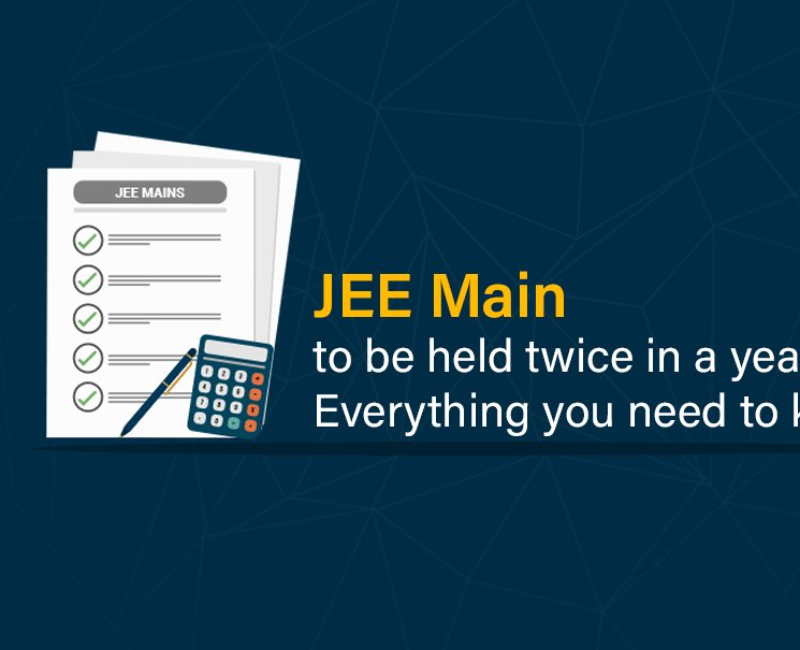 JEE MAINS
JEE Main
to be held twice in a yea
Everything you need to k